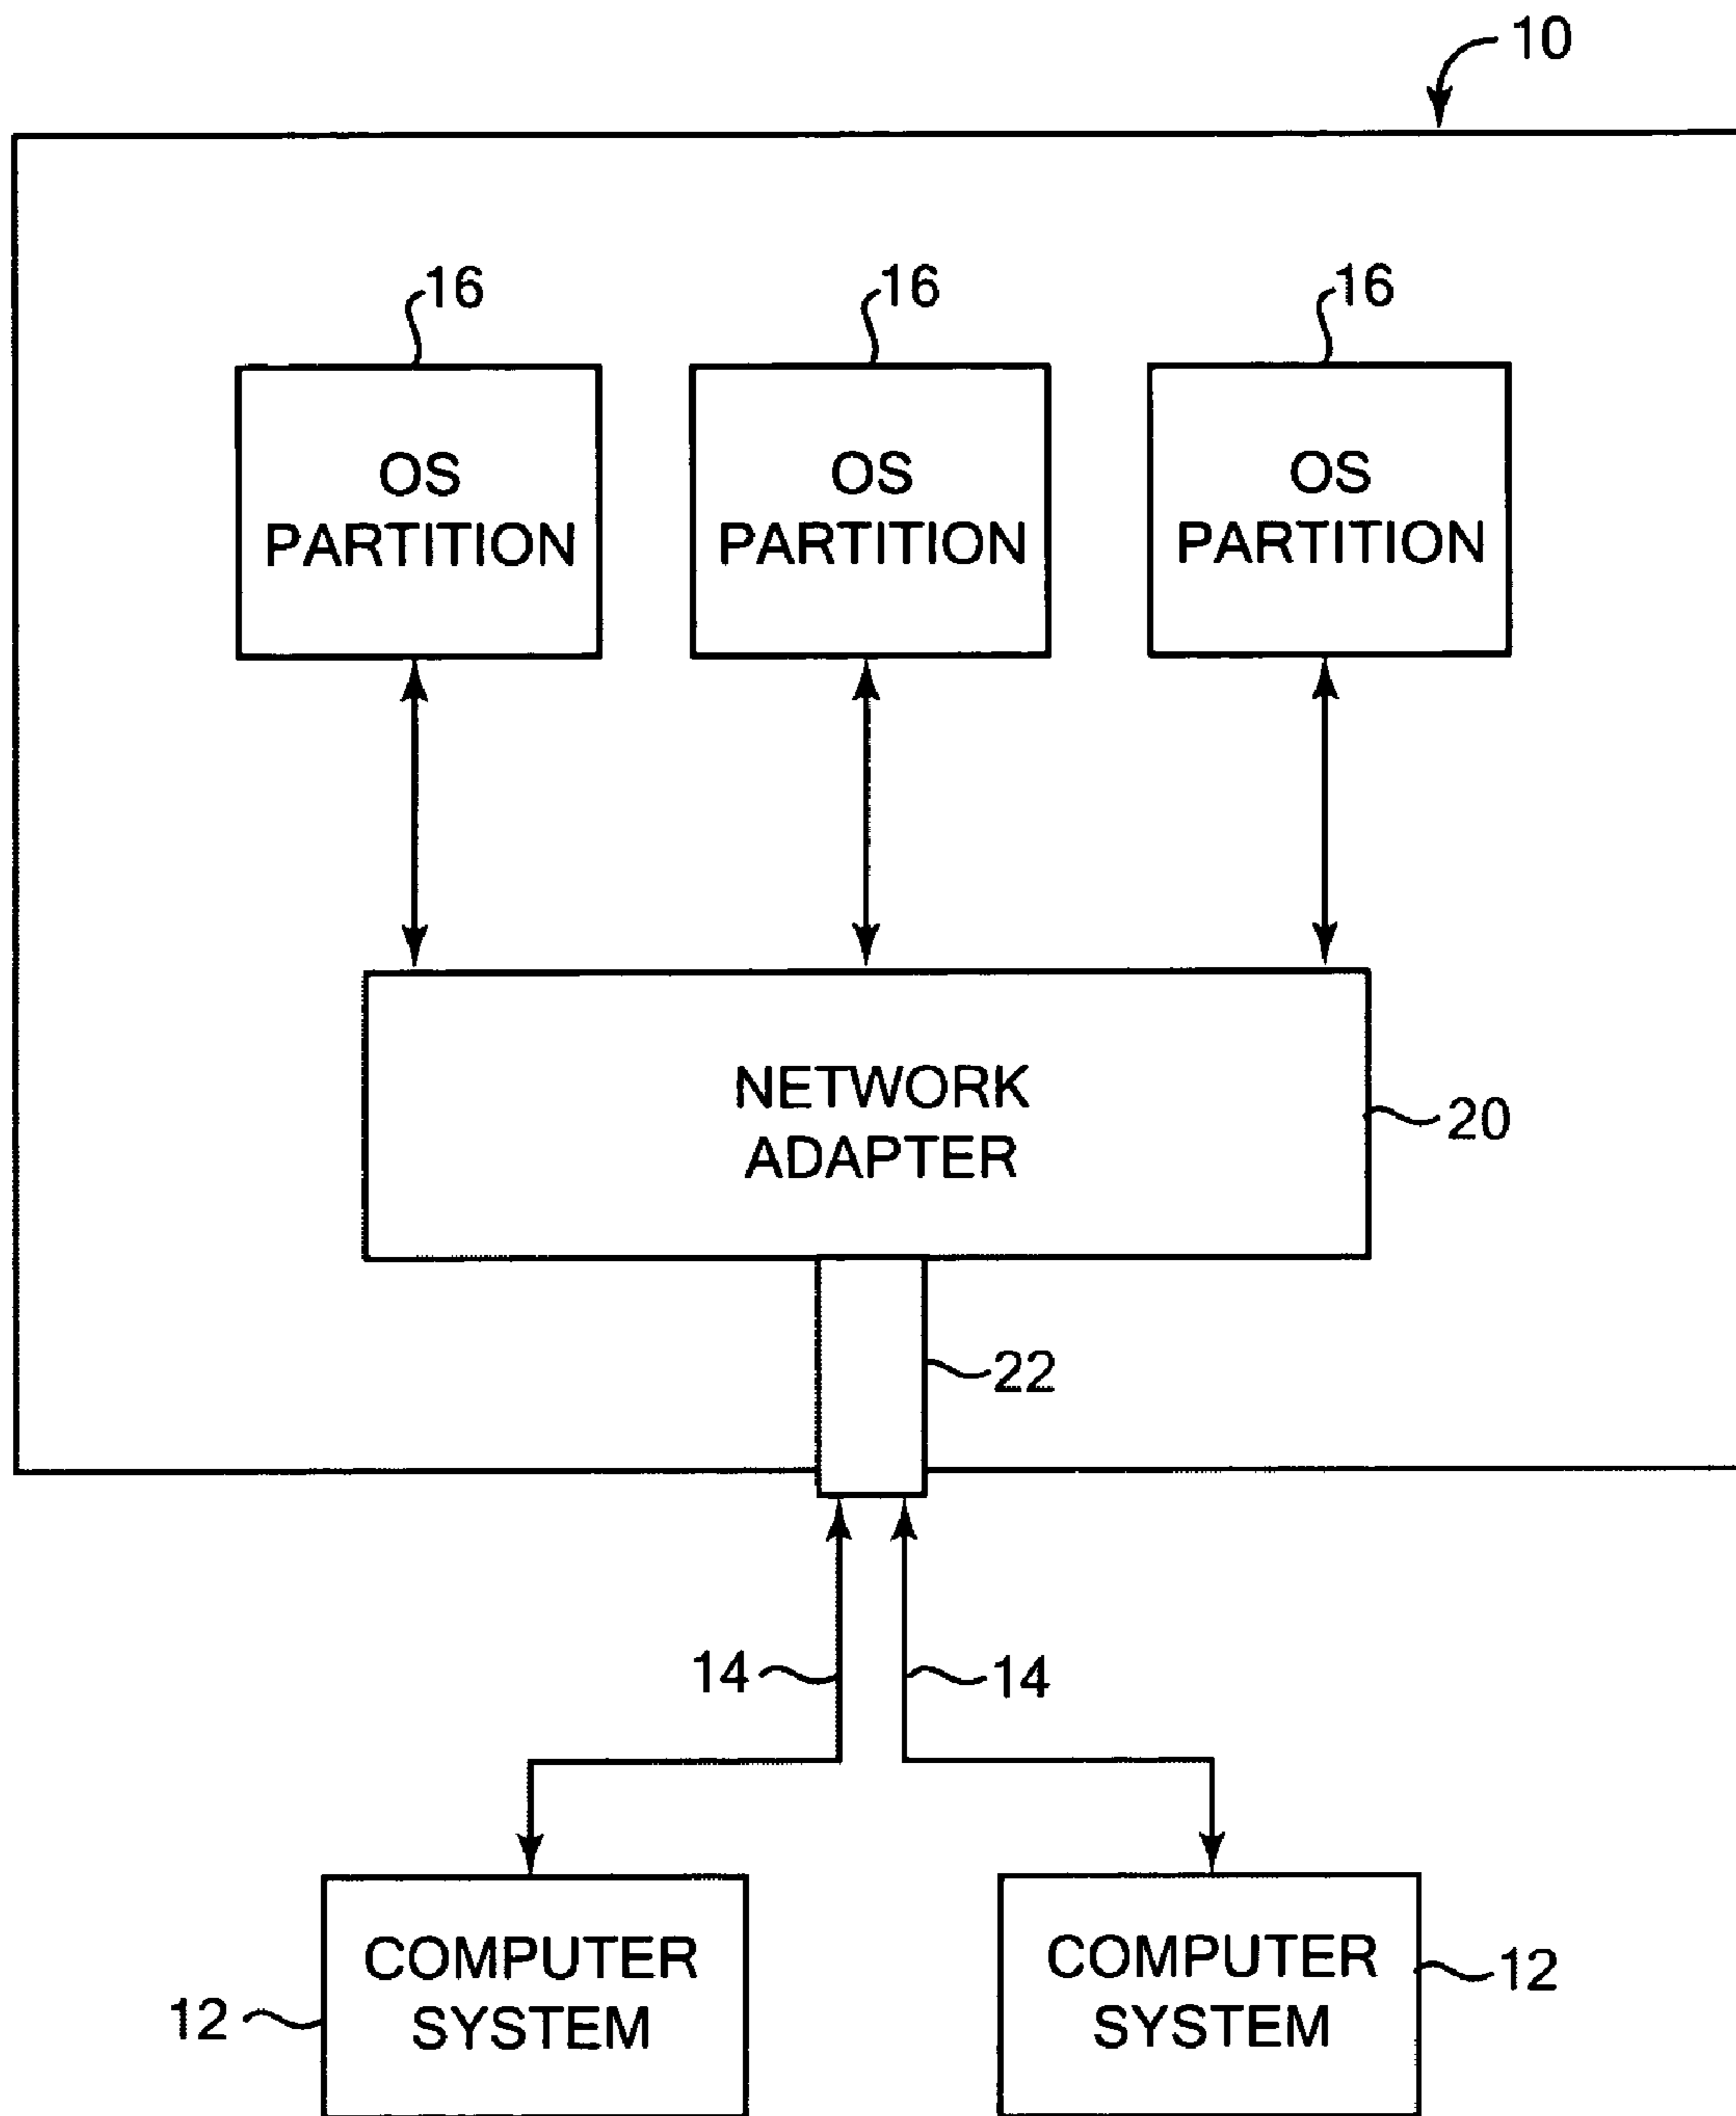 10
16
16
16
OS
PARTITION
OS
PARTITION
OS
PARTITION
NETWORK
ADAPTER
20
22
14
14
COMPUTER
SYSTEM
12
COMPUTER
SYSTEM
12